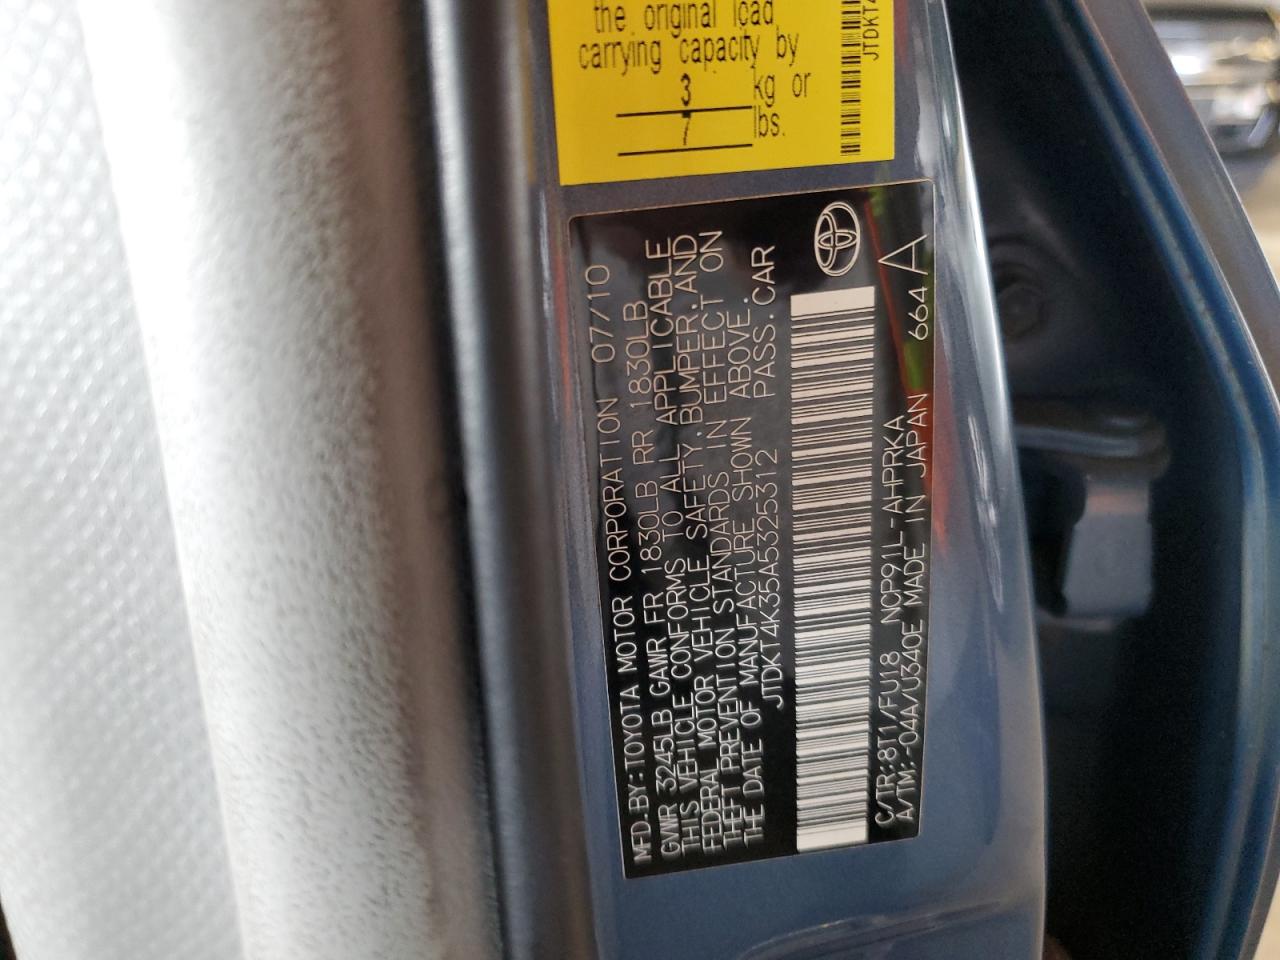 the original load
carrying capacity by
3 kg or
7 lbs.
MFD.BY:TOYOTA MOTOR CORPORATION 07/10
GVWR 3245LB GAWR FR 1830LB RR 1830LB
THIS VEHICLE CONFORMS TO ALL APPLICABLE
FEDERAL MOTOR VEHICLE SAFETY,BUMPER,AND
THEFT PREVENTION STANDARDS IN EFFECT ON
THE DATE OF MANUFACTURE SHOWN ABOVE.
JTDKT4K35A5325312 PASS.CAR
C/TR:8T1/FU18 NCP91L-AHPRKA
A/TM:-04A/U340E MADE IN JAPAN 664A